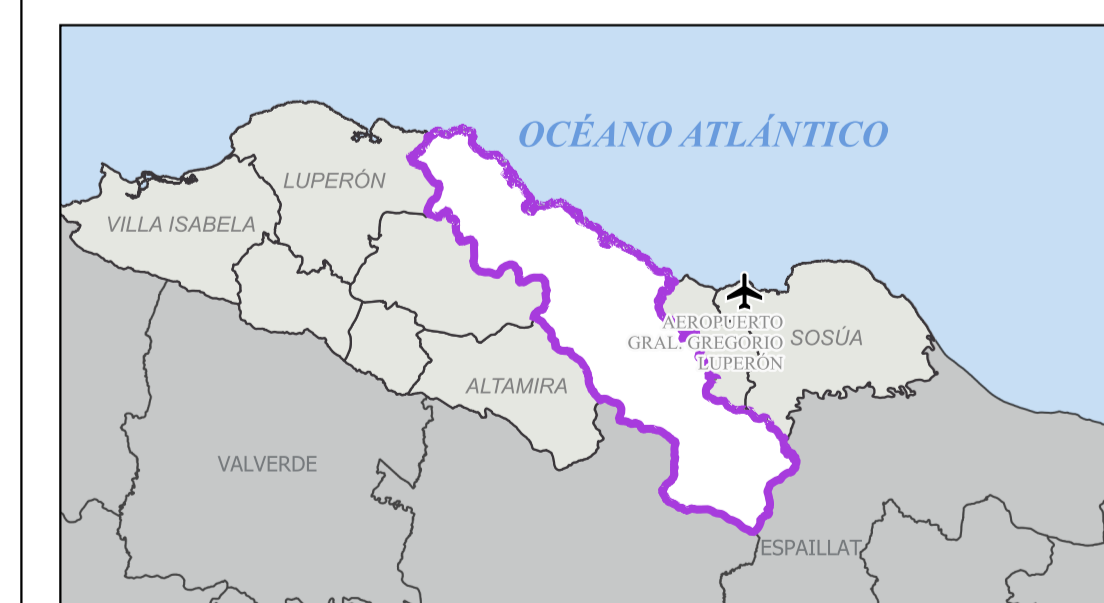 OCÉANO ATLÁNTICO
LUPERÓN
VILLA ISABELA
AEROPUERTO
GRAL. GREGORIO
LUPERÓN
SOSÚA
ALTAMIRA
VALVERDE
ESPAILLAT